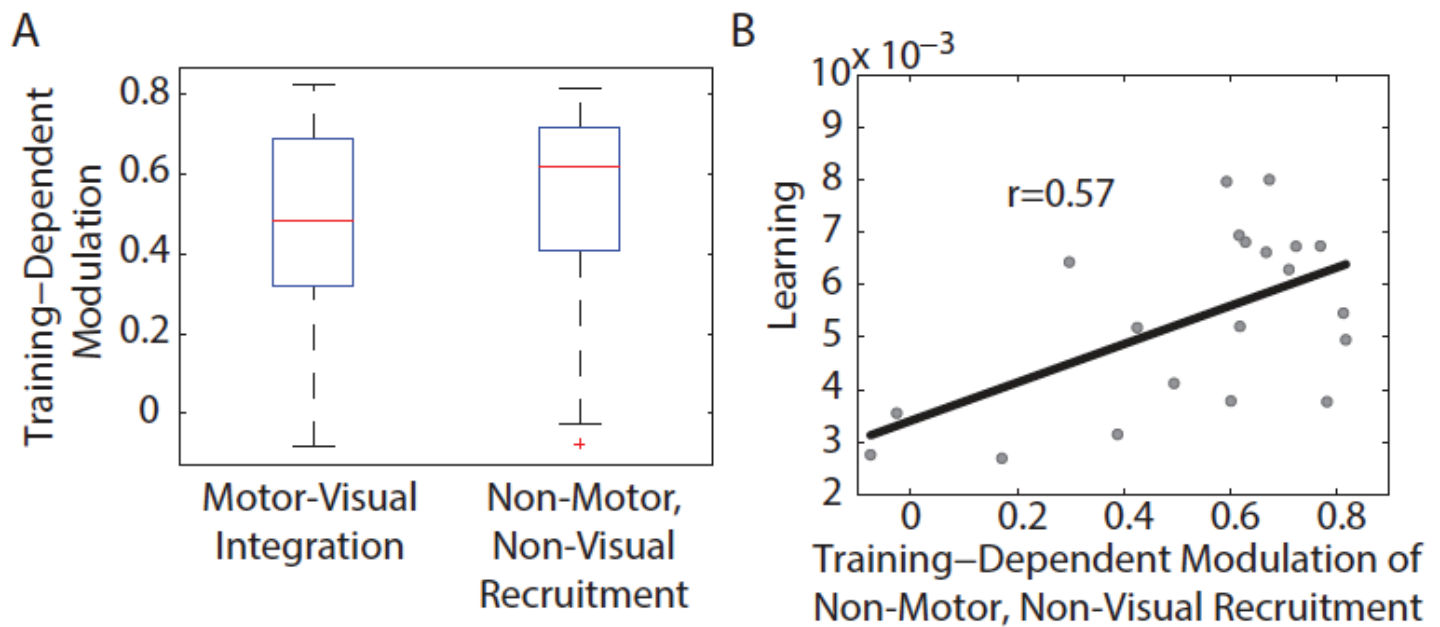 A
Training–Dependent
Modulation
0.8
0.6
0.4
0.2
0
Motor-Visual
Integration
Non-Motor,
Non-Visual
Recruitment
B
10x 10⁻³
9
8
7
6
5
4
3
2
Learning
r=0.57
0
0.2
0.4
0.6
0.8
Training–Dependent Modulation of
Non-Motor, Non-Visual Recruitment